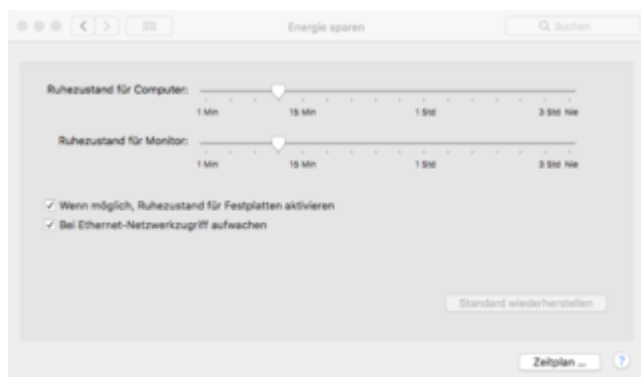 Energie sparen
Suchen
Ruhezustand für Computer:
1 Min 15 Min 1 Std 3 Std Nie
Ruhezustand für Monitor:
1 Min 15 Min 1 Std 3 Std Nie
Wenn möglich, Ruhezustand für Festplatten aktivieren
Bei Ethernet-Netzwerkzugriff aufwachen
Standard wiederherstellen
Zeitplan ... ?